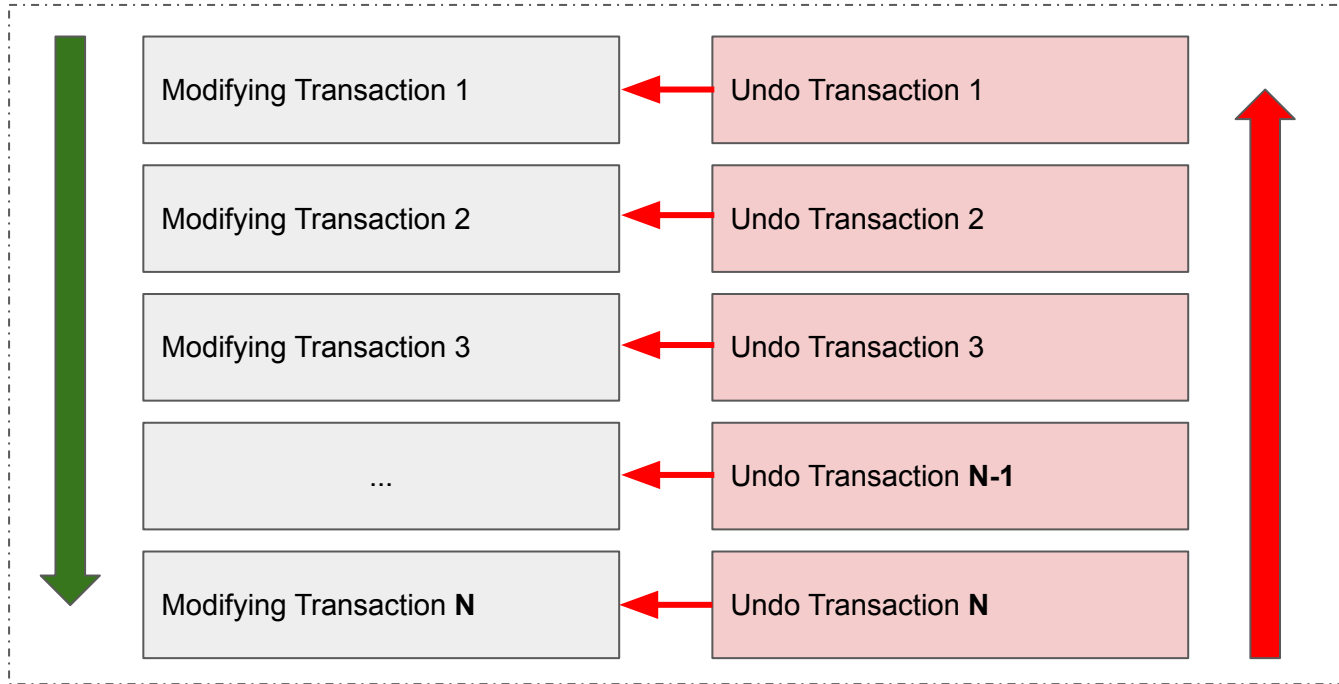 Modifying Transaction 1
Undo Transaction 1
Modifying Transaction 2
Undo Transaction 2
Modifying Transaction 3
Undo Transaction 3
...
Undo Transaction N-1
Modifying Transaction N
Undo Transaction N